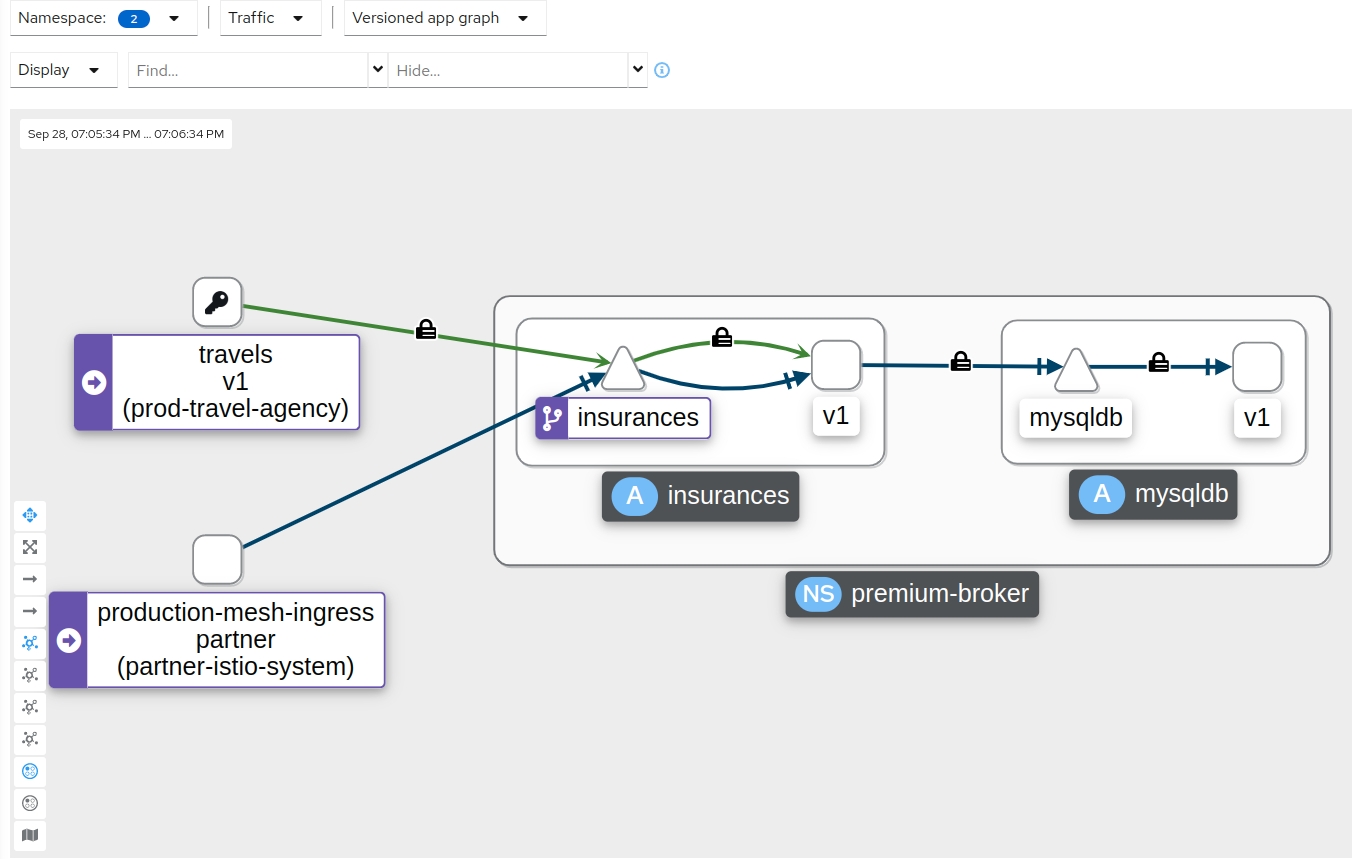 Namespace: 2 Traffic Versioned app graph
Display Find... Hide...
Sep 28, 07:05:34 PM ... 07:06:34 PM
travels
v1
(prod-travel-agency)
insurances
v1
mysqldb
v1
A insurances
A mysqldb
NS premium-broker
production-mesh-ingress
partner
(partner-istio-system)